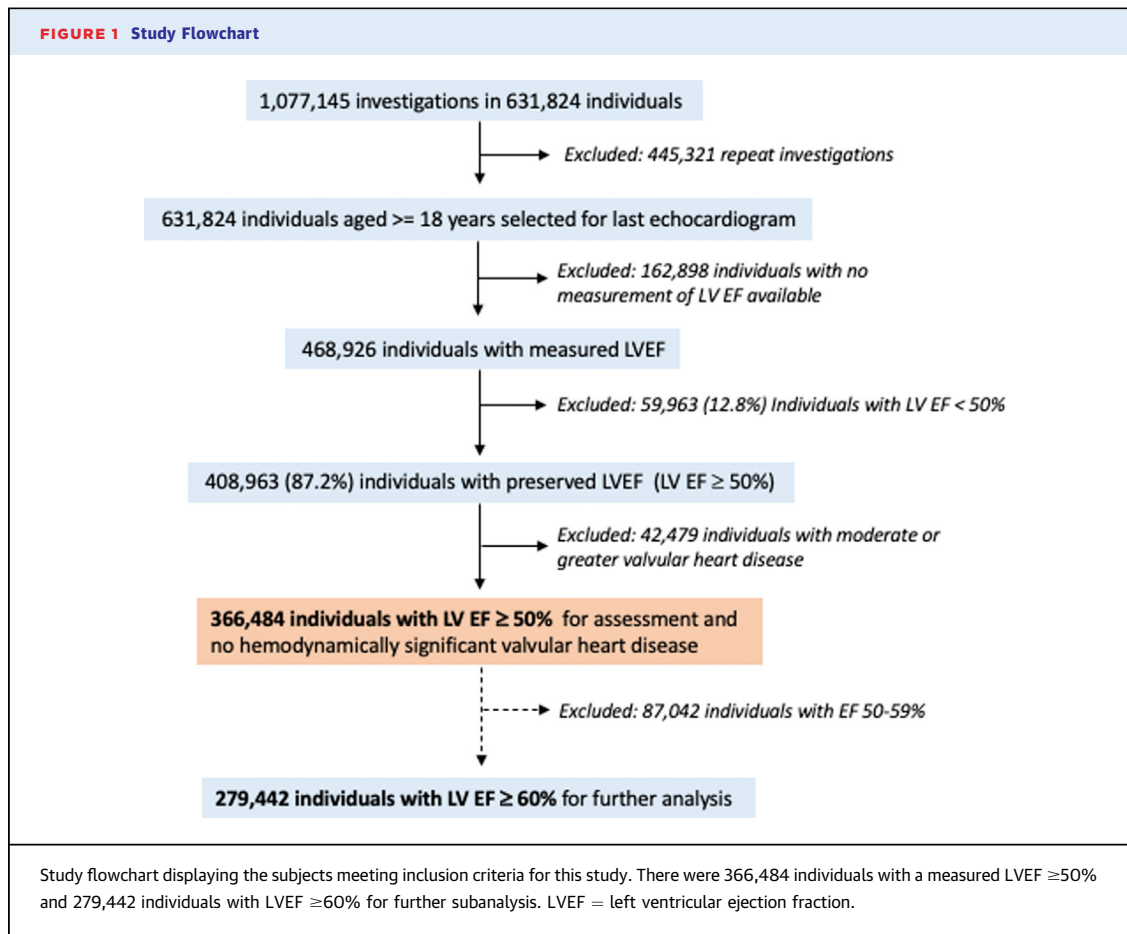 FIGURE 1 Study Flowchart
1,077,145 investigations in 631,824 individuals
Excluded: 445,321 repeat investigations
631,824 individuals aged >= 18 years selected for last echocardiogram
Excluded: 162,898 individuals with no
measurement of LV EF available
468,926 individuals with measured LVEF
Excluded: 59,963 (12.8%) Individuals with LV EF < 50%
408,963 (87.2%) individuals with preserved LVEF (LV EF ≥ 50%)
Excluded: 42,479 individuals with moderate or
greater valvular heart disease
366,484 individuals with LV EF ≥ 50% for assessment and
no hemodynamically significant valvular heart disease
Excluded: 87,042 individuals with EF 50-59%
279,442 individuals with LV EF ≥ 60% for further analysis
Study flowchart displaying the subjects meeting inclusion criteria for this study. There were 366,484 individuals with a measured LVEF ≥50%
and 279,442 individuals with LVEF ≥60% for further subanalysis. LVEF = left ventricular ejection fraction.